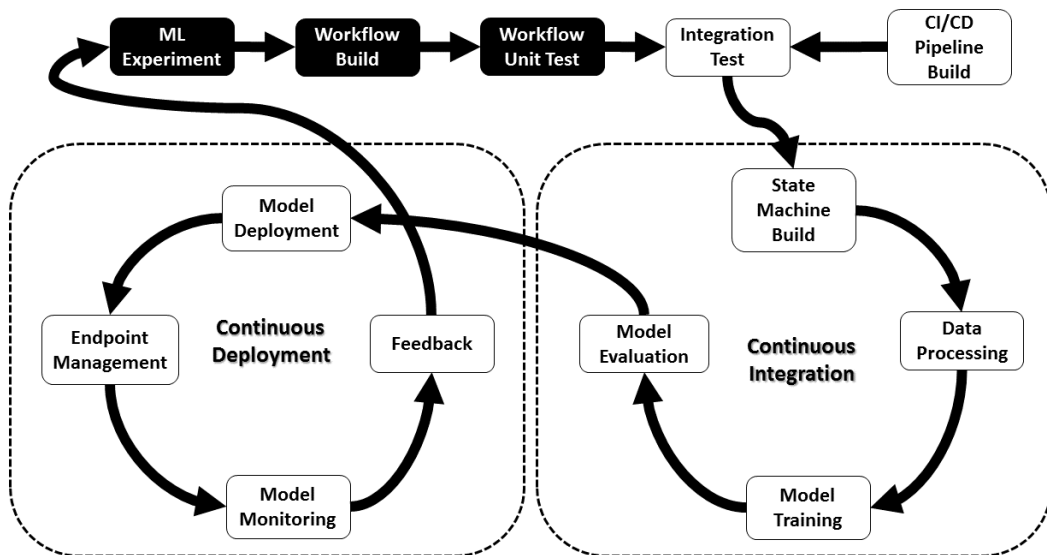 ML
Experiment
Workflow
Build
Workflow
Unit Test
Integration
Test
CI/CD
Pipeline
Build
Model
Deployment
Endpoint
Management
Continuous
Deployment
Feedback
Model
Monitoring
State
Machine
Build
Model
Evaluation
Continuous
Integration
Data
Processing
Model
Training